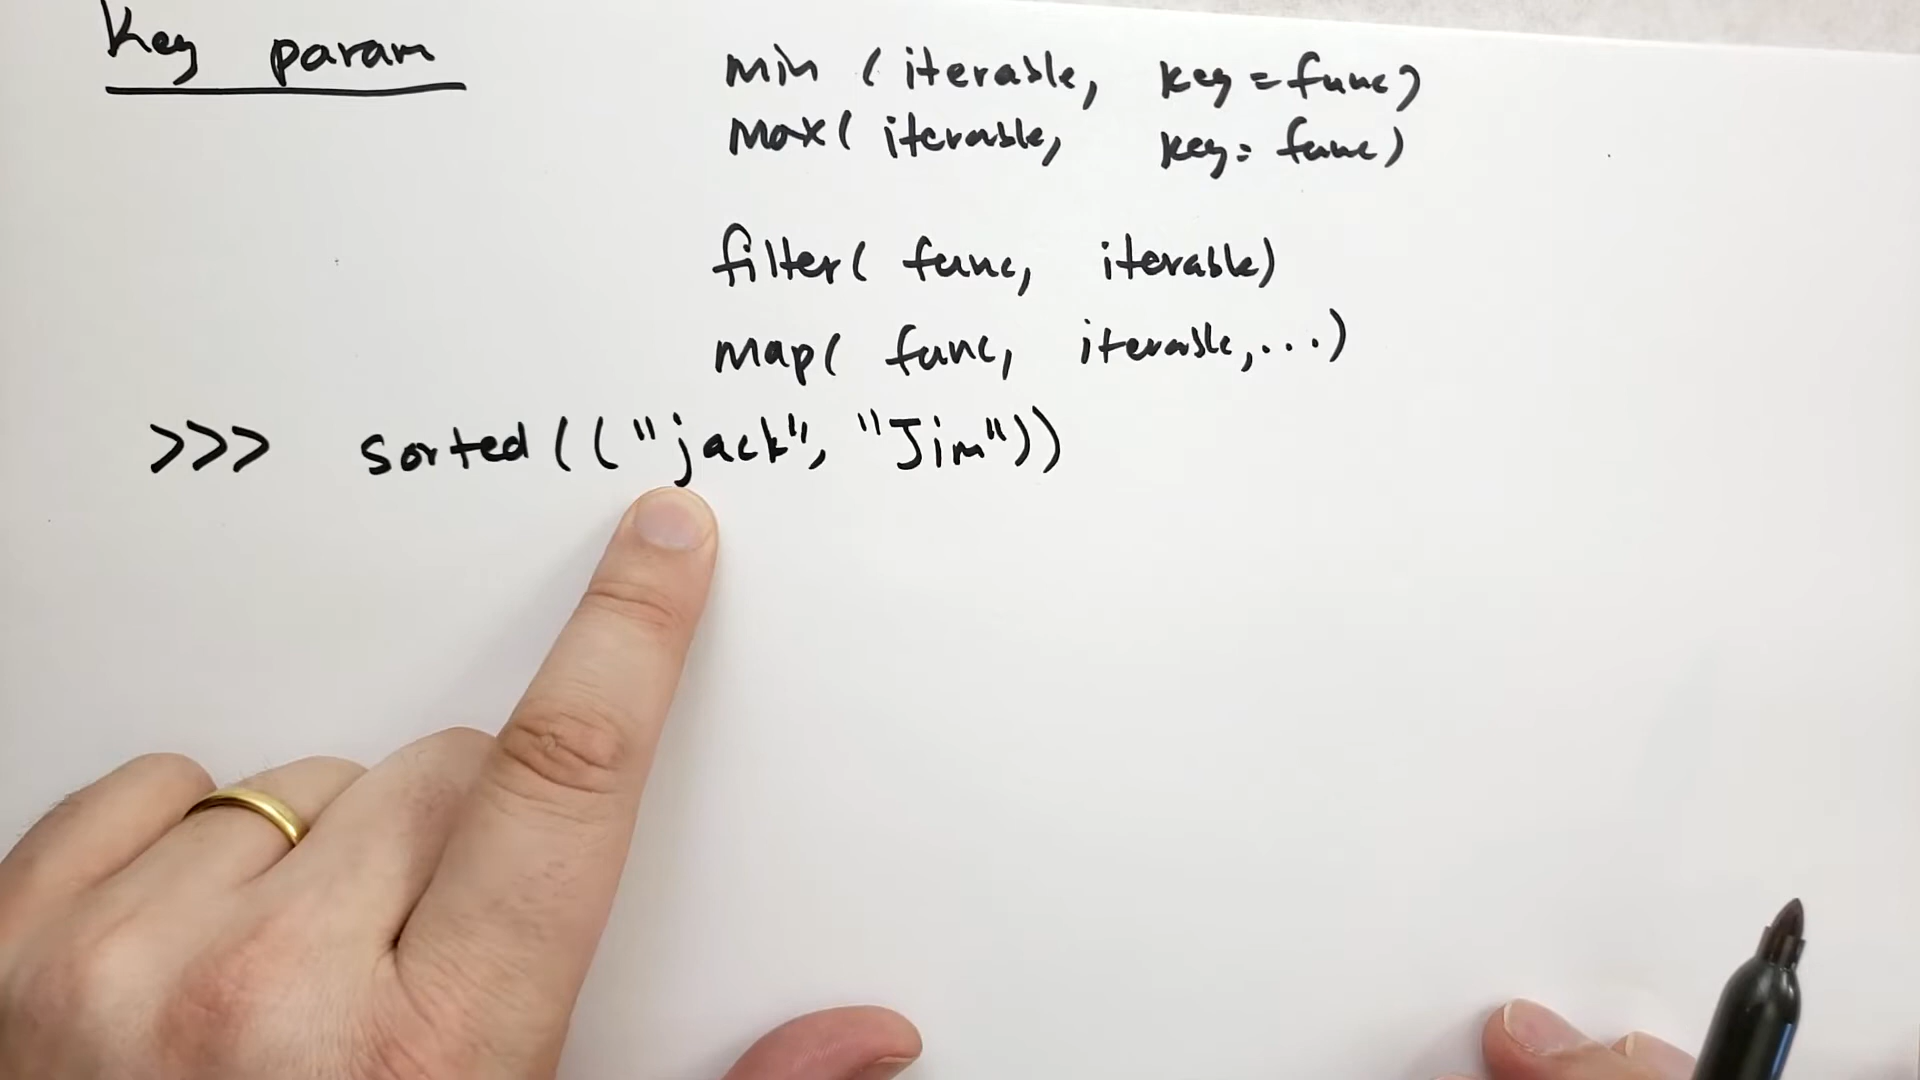 Key param
min (iterable, key=func)
max( iterable, key= func)
filter( func, iterable)
map( func, iterable,...)
>>> sorted (("jack", "Jim"))